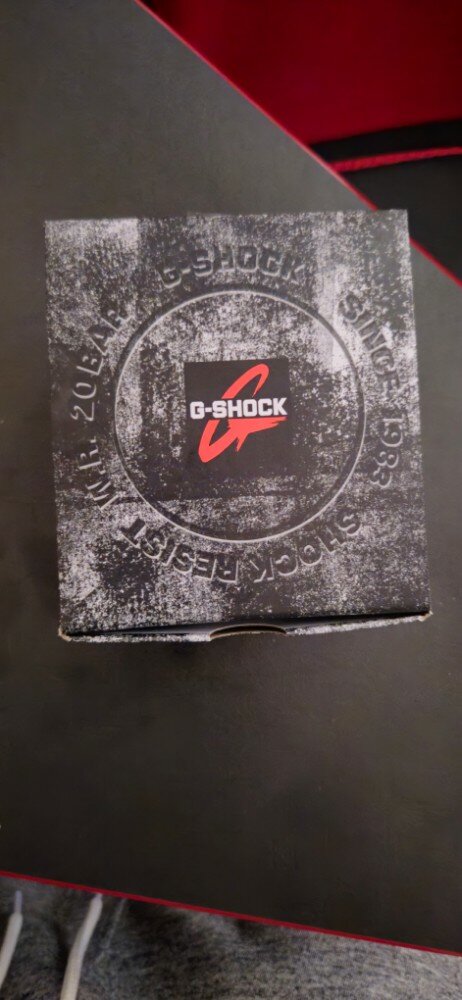 G-SHOCK
SINCE 1983
SHOCK RESIST
W.R. 20BAR
G-SHOCK